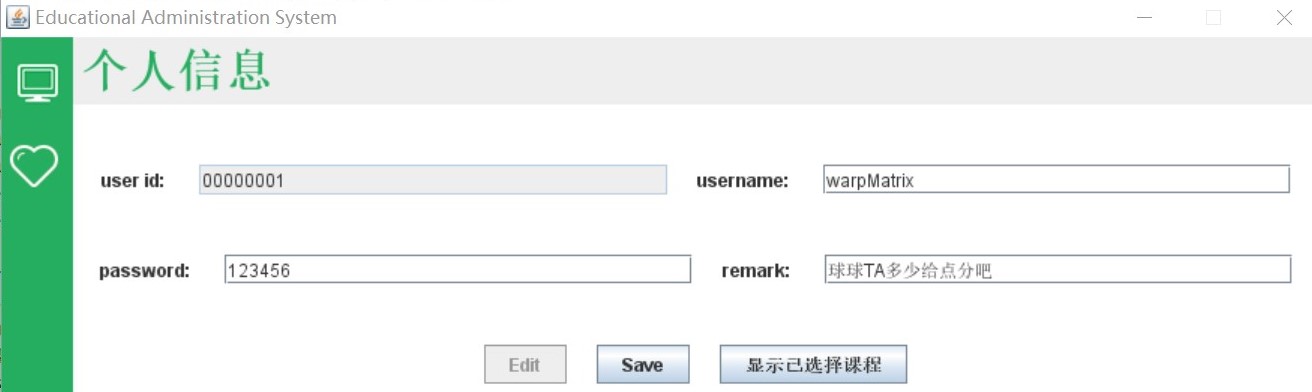 Educational Administration System
个人信息
user id: 00000001 username: warpMatrix
password: 123456 remark: 球球TA多少给点分吧
Edit Save 显示已选择课程